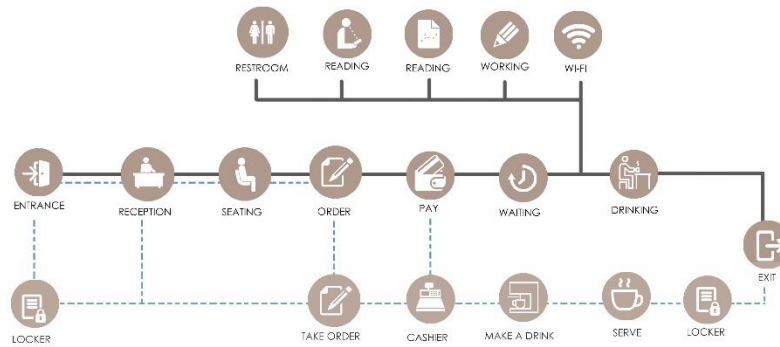 RESTROOM
READING
READING
WORKING
WI-FI
ENTRANCE
RECEPTION
SEATING
ORDER
PAY
WAITING
DRINKING
EXIT
LOCKER
TAKE ORDER
CASHIER
MAKE A DRINK
SERVE
LOCKER